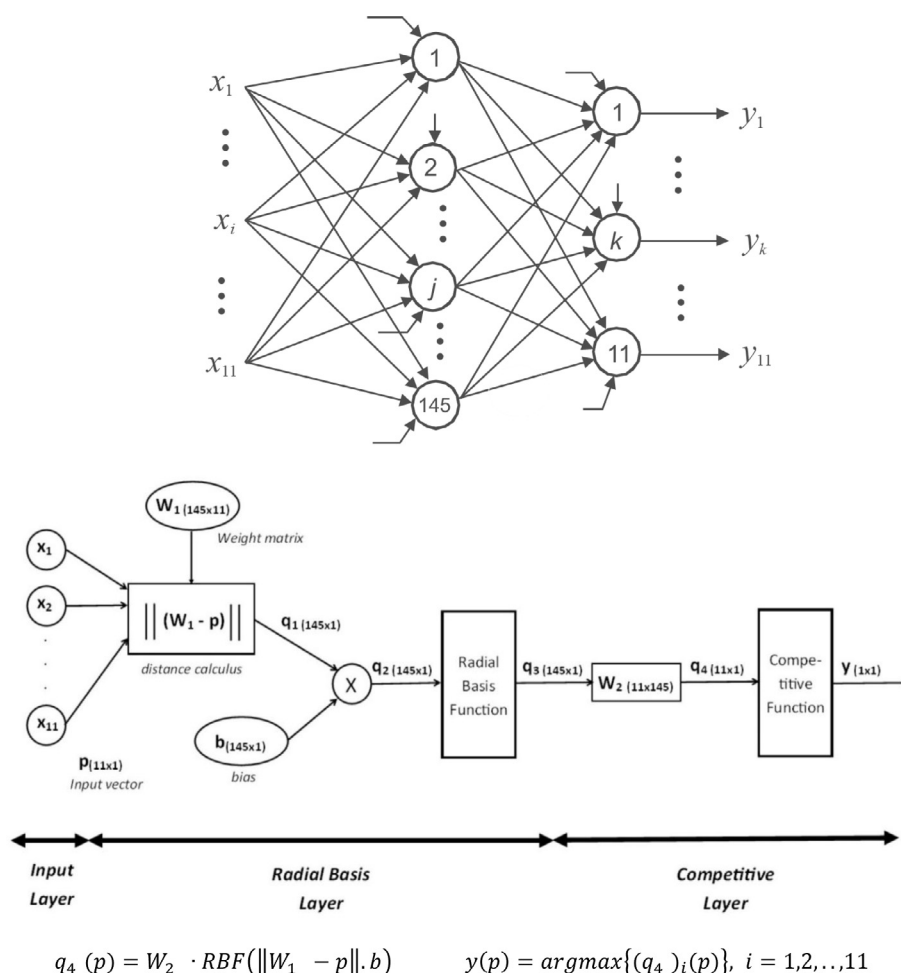 1
x₁ 1 y₁
2
xᵢ k yₖ
j
x₁₁ 11 y₁₁
145
W₁ (145x11)
Weight matrix
x₁
x₂
|| (W₁ - p) ||
q₁ (145x1)
distance calculus
X
q₂ (145x1)
Radial
Basis
Function
q₃ (145x1)
W₂ (11x145)
q₄ (11x1)
Compe-
titive
Function
y (1x1)
x₁₁
b(145x1)
bias
p(11x1)
Input vector
Input
Layer
Radial Basis
Layer
Competitive
Layer
q₄ (p) = W₂ · RBF(‖W₁ − p‖. b) y(p) = argmax{(q₄ )ᵢ(p)}, i = 1,2,..,11